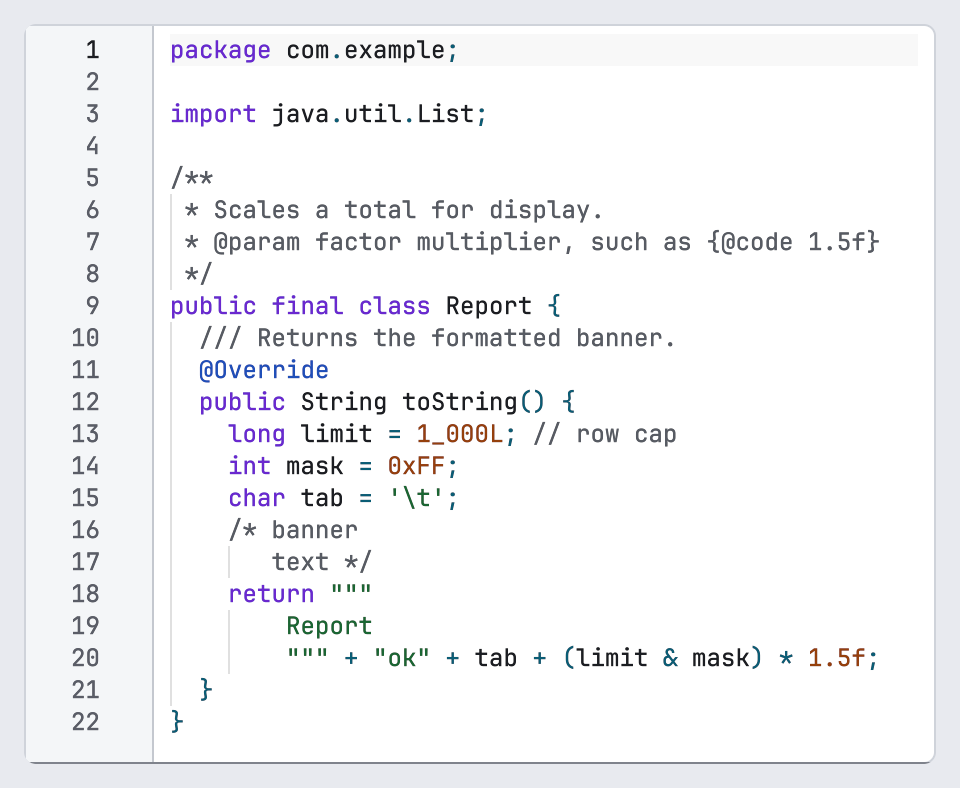 1 package com.example;
2
3 import java.util.List;
4
5 /**
6  * Scales a total for display.
7  * @param factor multiplier, such as {@code 1.5f}
8  */
9 public final class Report {
10   /// Returns the formatted banner.
11   @Override
12   public String toString() {
13     long limit = 1_000L; // row cap
14     int mask = 0xFF;
15     char tab = '\t';
16     /* banner
17        text */
18     return """
19         Report
20         """ + "ok" + tab + (limit & mask) * 1.5f;
21   }
22 }